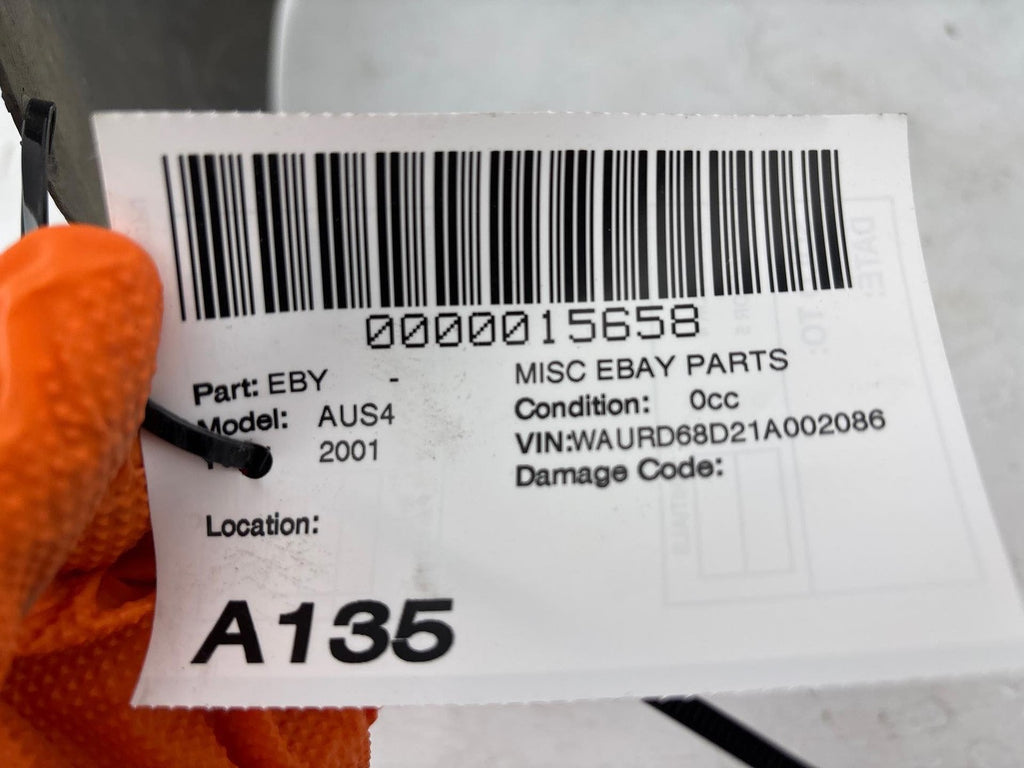 0000015658
Part: EBY -
MISC EBAY PARTS
Model: AUS4
Condition: 0cc
2001
VIN:WAURD68D21A002086
Damage Code:
Location:
A135